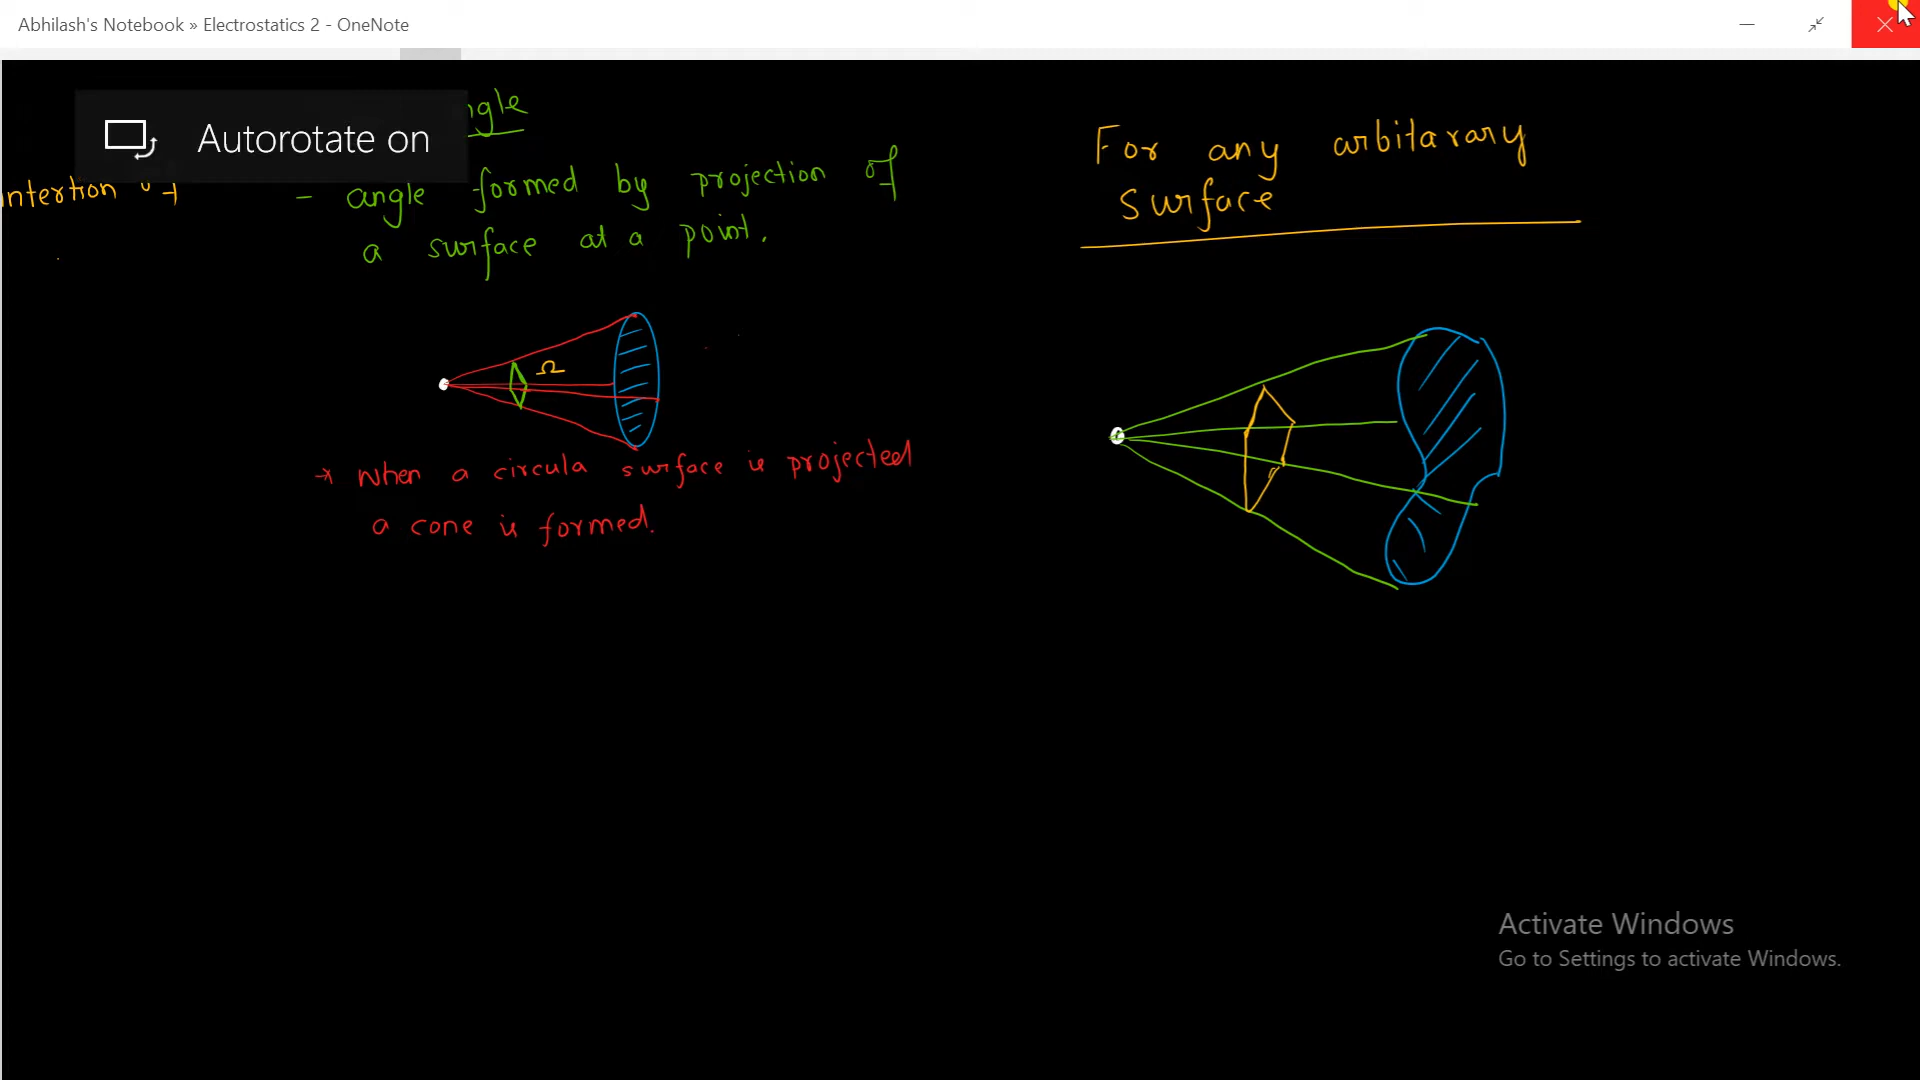 Abhilash's Notebook » Electrostatics 2 - OneNote
Autorotate on
ngle
- angle formed by projection of
a surface at a point.
Ω
→ When a circula surface is projected
a cone is formed.
For any arbitarary
surface
Activate Windows
Go to Settings to activate Windows.